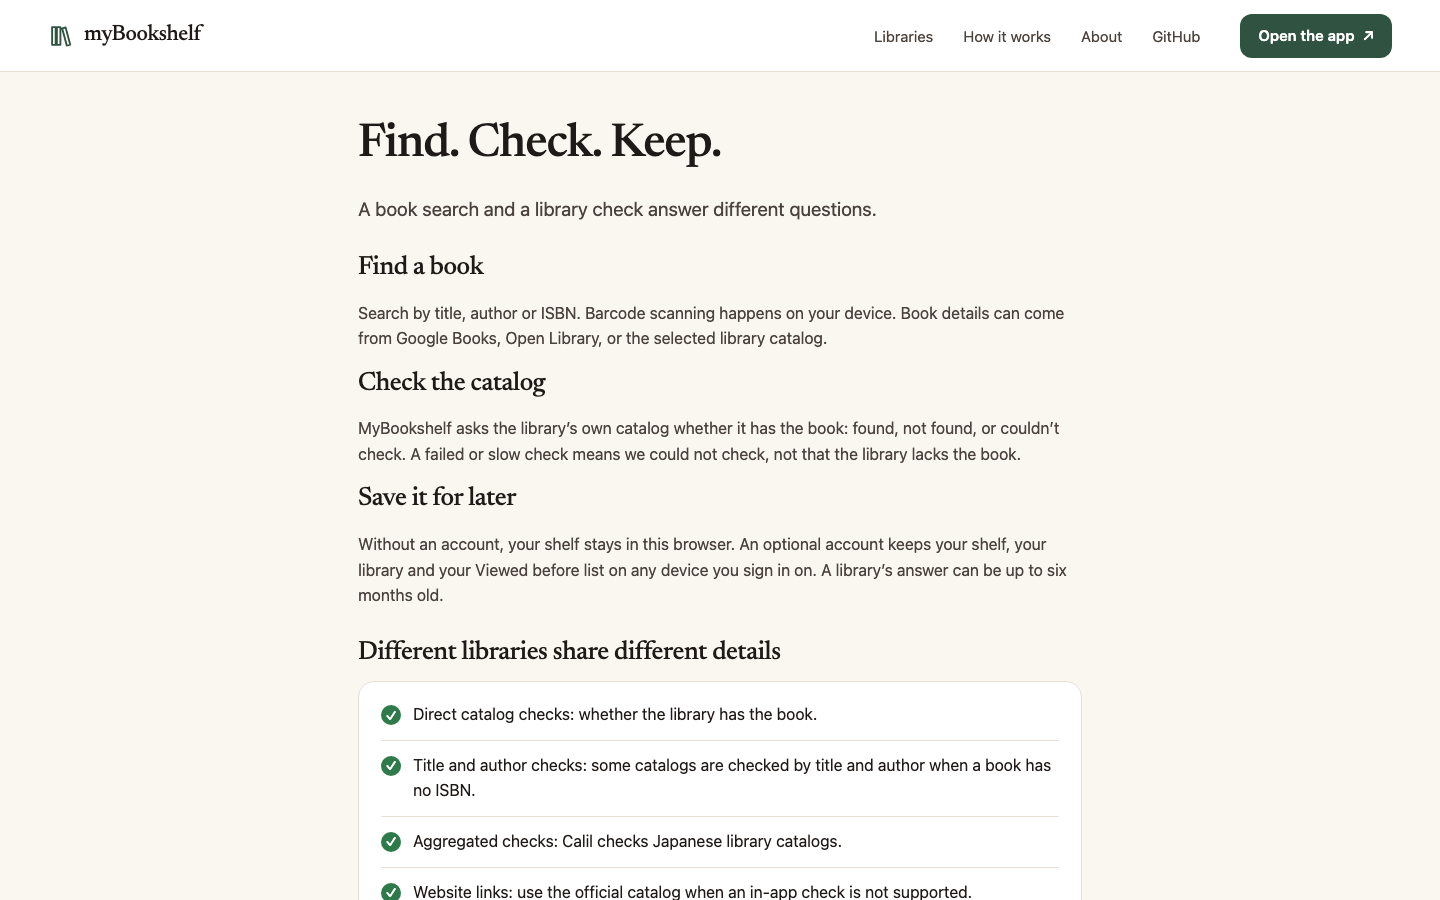 myBookshelf
Libraries
How it works
About
GitHub
Open the app
Find. Check. Keep.
A book search and a library check answer different questions.
Find a book
Search by title, author or ISBN. Barcode scanning happens on your device. Book details can come
from Google Books, Open Library, or the selected library catalog.
Check the catalog
MyBookshelf asks the library’s own catalog whether it has the book: found, not found, or couldn’t
check. A failed or slow check means we could not check, not that the library lacks the book.
Save it for later
Without an account, your shelf stays in this browser. An optional account keeps your shelf, your
library and your Viewed before list on any device you sign in on. A library’s answer can be up to six
months old.
Different libraries share different details
Direct catalog checks: whether the library has the book.
Title and author checks: some catalogs are checked by title and author when a book has
no ISBN.
Aggregated checks: Calil checks Japanese library catalogs.
Website links: use the official catalog when an in-app check is not supported.